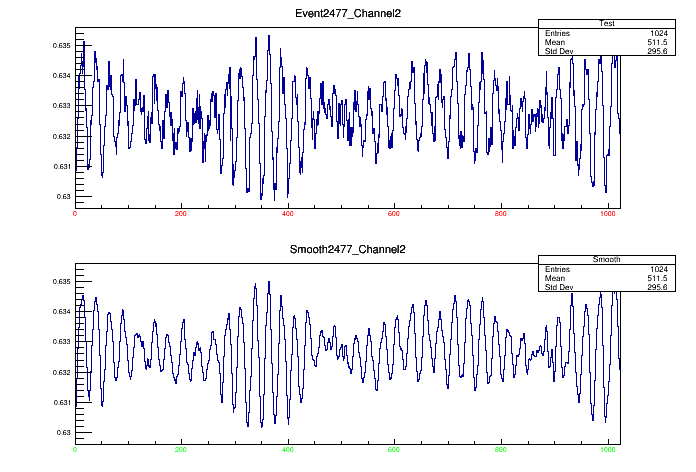 Event2477_Channel2
Test
Entries 1024
Mean 511.5
Std Dev 295.6
0.635
0.634
0.633
0.632
0.631
0.63
0 200 400 600 800 1000
Smooth2477_Channel2
Smooth
Entries 1024
Mean 511.5
Std Dev 295.6
0.635
0.634
0.633
0.632
0.631
0.63
0 200 400 600 800 1000